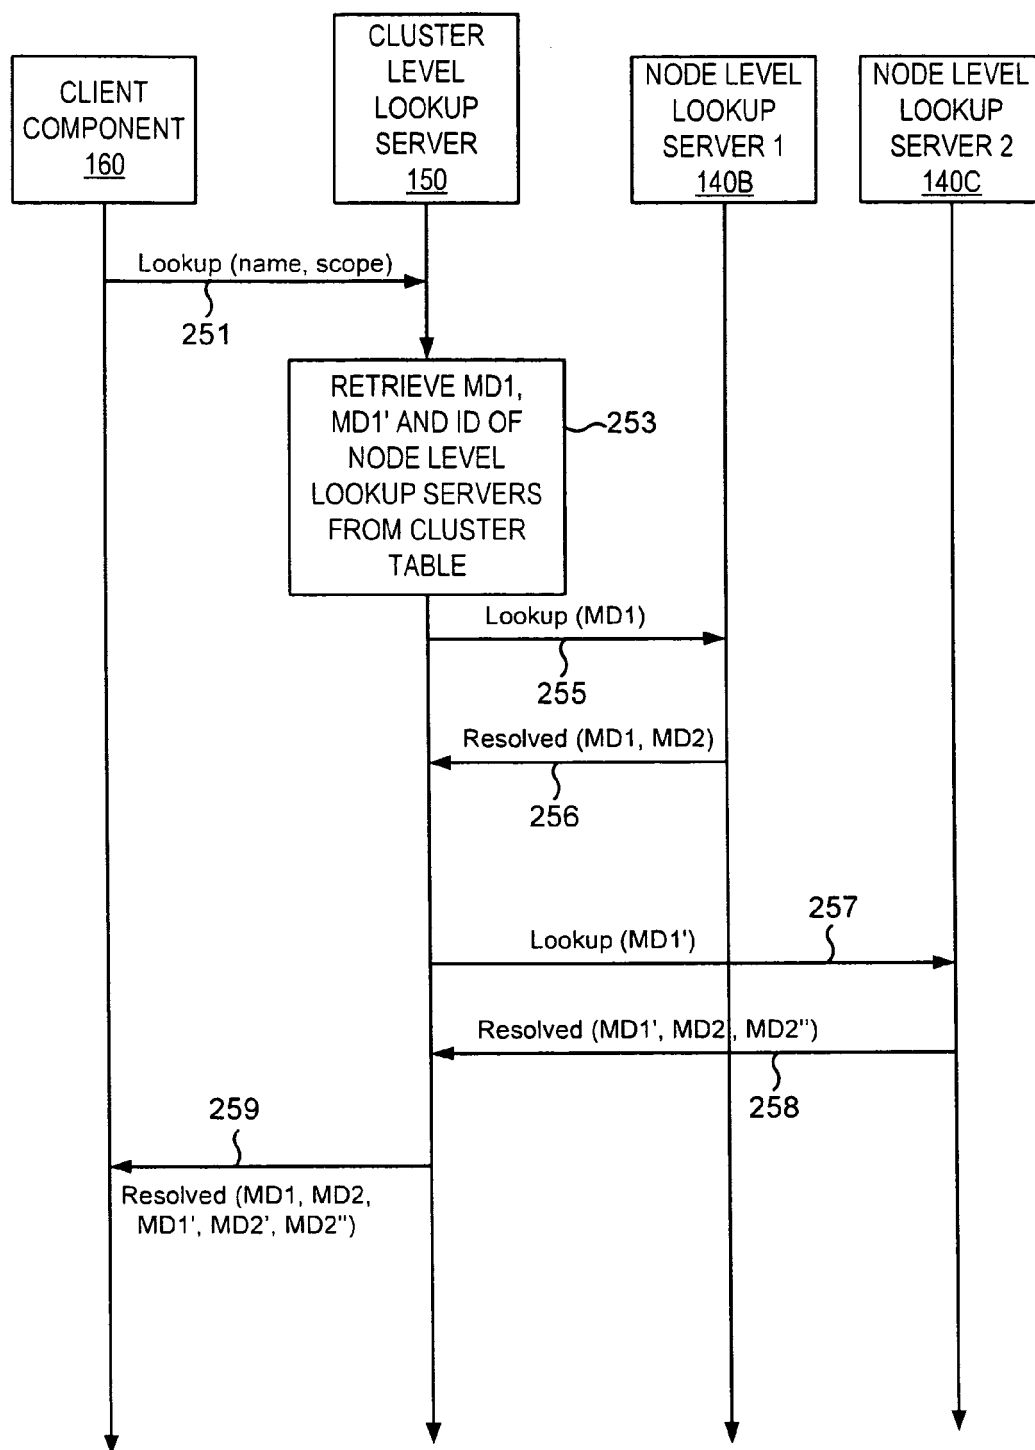 CLIENT
COMPONENT
160
CLUSTER
LEVEL
LOOKUP
SERVER
150
NODE LEVEL
LOOKUP
SERVER 1
140B
NODE LEVEL
LOOKUP
SERVER 2
140C
Lookup (name, scope)
251
RETRIEVE MD1,
MD1' AND ID OF
NODE LEVEL
LOOKUP SERVERS
FROM CLUSTER
TABLE
253
Lookup (MD1)
255
Resolved (MD1, MD2)
256
257
Lookup (MD1')
Resolved (MD1', MD2', MD2")
258
259
Resolved (MD1, MD2,
MD1', MD2', MD2")